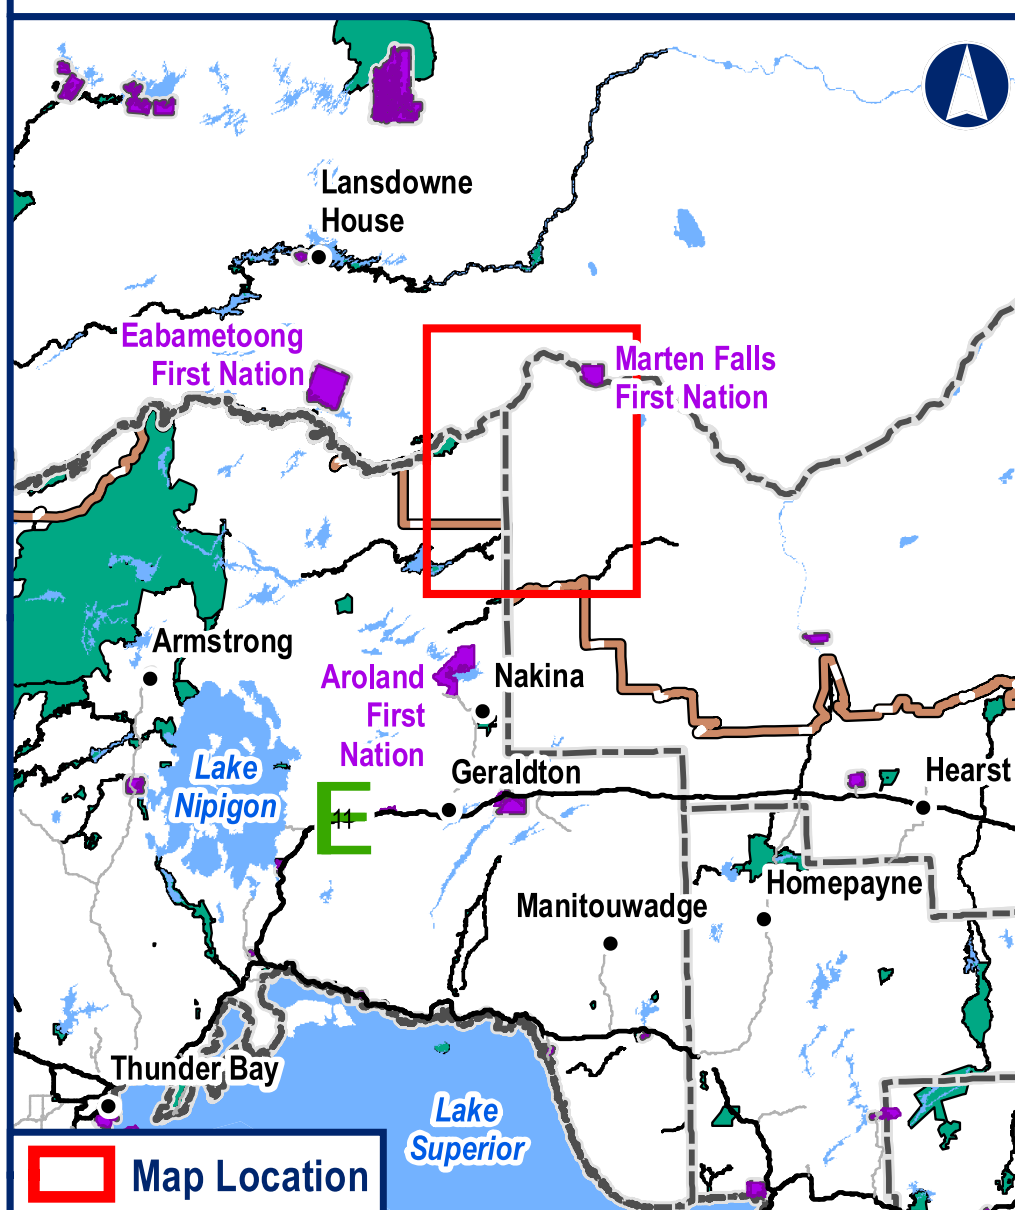 Lansdowne
House
Eabametoong
First Nation
Marten Falls
First Nation
Armstrong
Aroland
First
Nation
Nakina
Lake
Nipigon
Geraldton
Hearst
11
Homepayne
Manitouwadge
Thunder Bay
Lake
Superior
Map Location